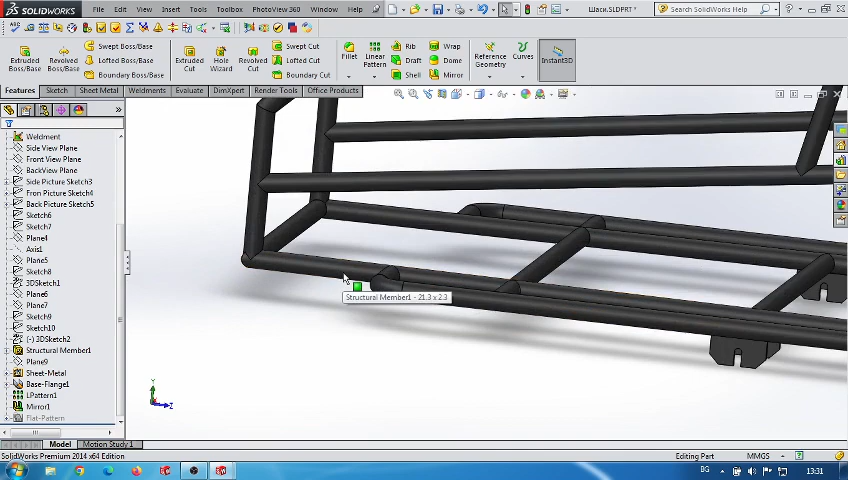 SOLIDWORKS File Edit View Insert Tools Toolbox PhotoView 360 Window Help Шаси.SLDPRT * Search SolidWorks Help
Extruded Boss/Base
Revolved Boss/Base
Swept Boss/Base
Lofted Boss/Base
Boundary Boss/Base
Extruded Cut
Hole Wizard
Revolved Cut
Swept Cut
Lofted Cut
Boundary Cut
Fillet
Linear Pattern
Rib
Draft
Shell
Wrap
Dome
Mirror
Reference Geometry
Curves
Instant3D
Features Sketch Sheet Metal Weldments Evaluate DimXpert Render Tools Office Products
Weldment
Side View Plane
Front View Plane
BackView Plane
Side Picture Sketch3
Fron Picture Sketch4
Back Picture Sketch5
Sketch6
Sketch7
Plane4
Axis1
Plane5
Sketch8
3DSketch1
Plane6
Plane7
Sketch9
Sketch10
(-) 3DSketch2
Structural Member1
Plane9
Sheet-Metal
Base-Flange1
LPattern1
Mirror1
Flat-Pattern
Structural Member1 - 21.3 x 2.3
Y
Z
Model Motion Study 1
SolidWorks Premium 2014 x64 Edition Editing Part MMGS
BG 13:31